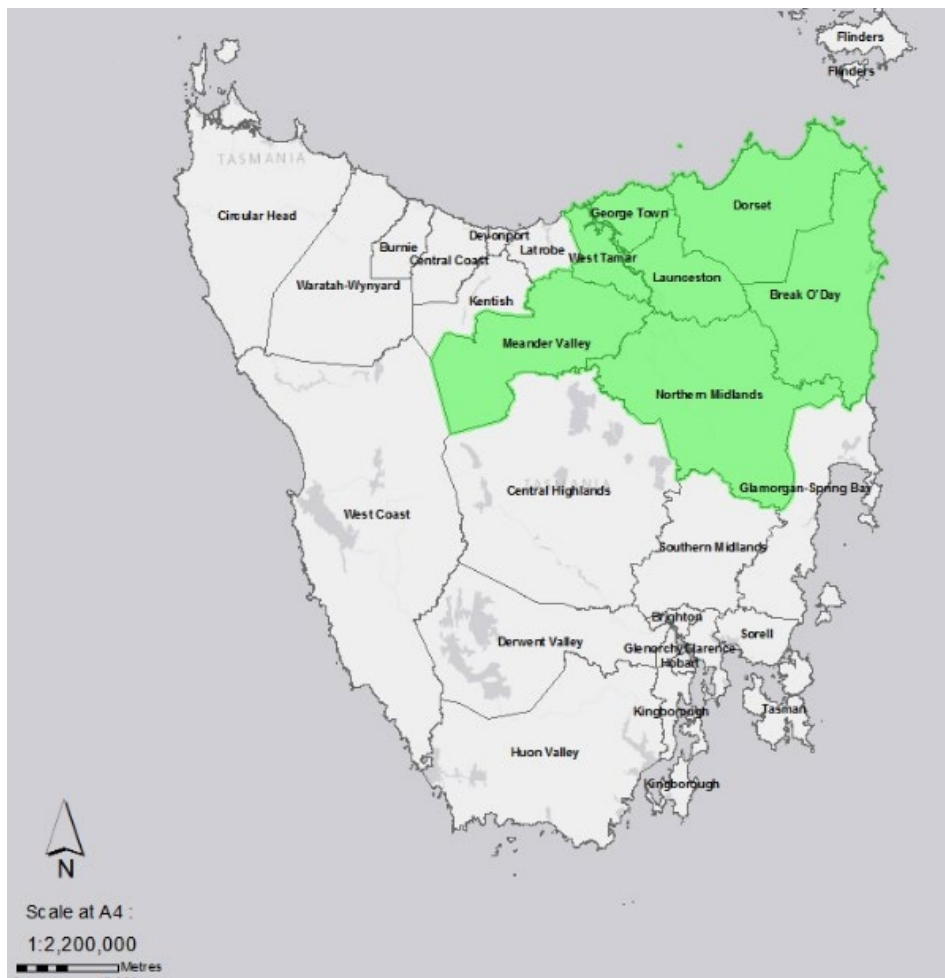 Flinders
Flinders
TASMANIA
Circular Head
George Town
Dorset
Devonport
Burnie
Central Coast
Latrobe
West Tamar
Launceston
Waratah-Wynyard
Kentish
Break O'Day
Meander Valley
Northern Midlands
TASMANIA
Central Highlands
Glamorgan-Spring Bay
West Coast
Southern Midlands
Brighton
Sorell
Derwent Valley
Glenorchy
Clarence
Hobart
Kingborough
Tasman
Huon Valley
Kingborough
N
Scale at A4 :
1:2,200,000
Metres